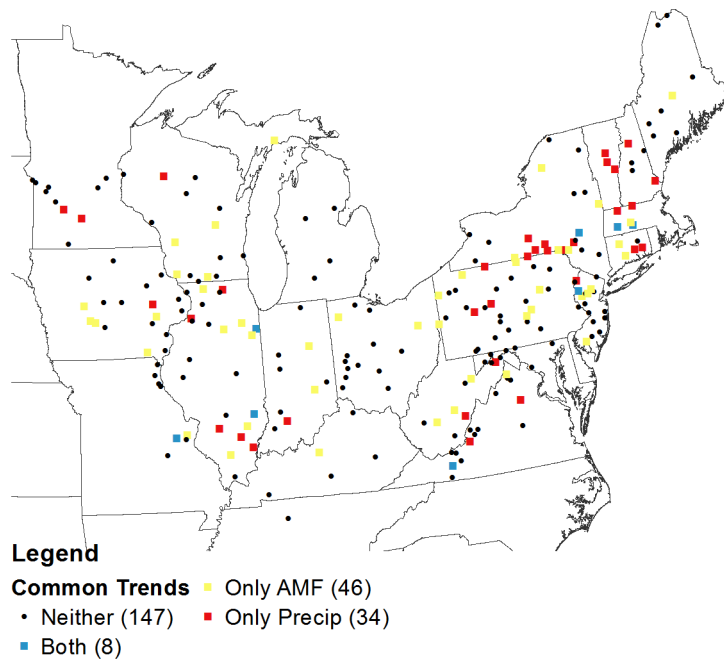 Legend
Common Trends
Only AMF (46)
Neither (147)
Only Precip (34)
Both (8)